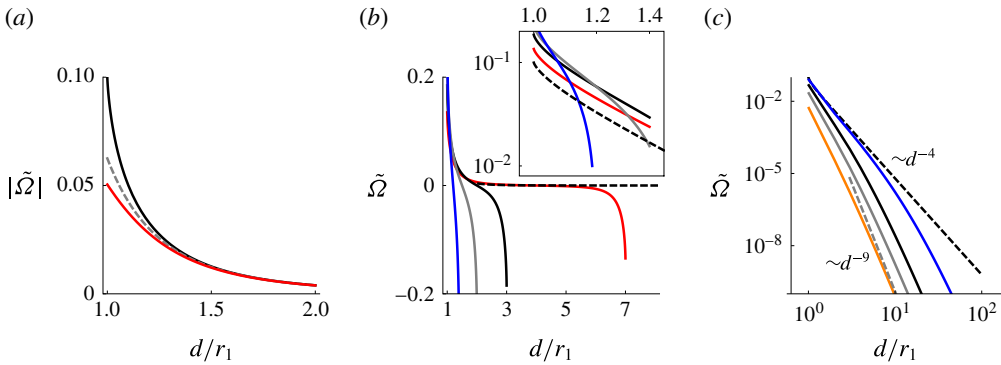 (a)
0.10
0.05
0
|Ω̃|
1.0 1.5 2.0
d/r₁
(b)
0.2
0
−0.2
Ω̃
1 3 5 7
d/r₁
1.0 1.2 1.4
10⁻¹
10⁻²
(c)
10⁻²
10⁻⁵
10⁻⁸
Ω̃
~d⁻⁴
~d⁻⁹
10⁰ 10¹ 10²
d/r₁